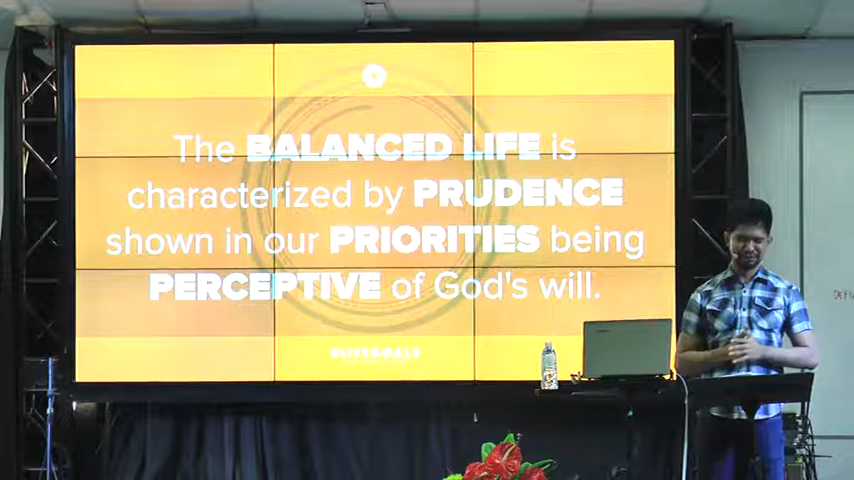 The BALANCED LIFE is
characterized by PRUDENCE
shown in our PRIORITIES being
PERCEPTIVE of God's will.